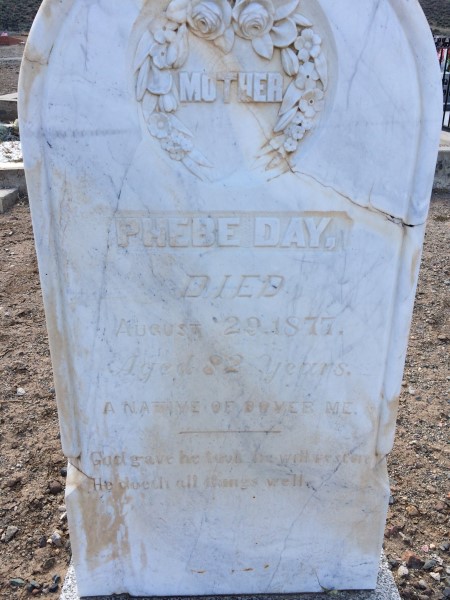 MOTHER
PHEBE DAY,
DIED
AUGUST 29, 1877.
Aged 82 years.
A NATIVE OF DOVER ME.
God gave he took he will restore
He doeth all things well.